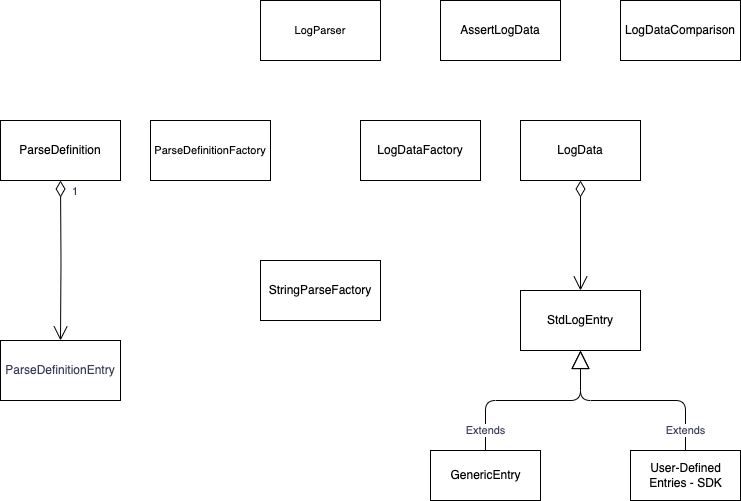 LogParser
AssertLogData
LogDataComparison
ParseDefinition
ParseDefinitionFactory
LogDataFactory
LogData
1
StringParseFactory
StdLogEntry
ParseDefinitionEntry
Extends
Extends
GenericEntry
User-Defined
Entries - SDK